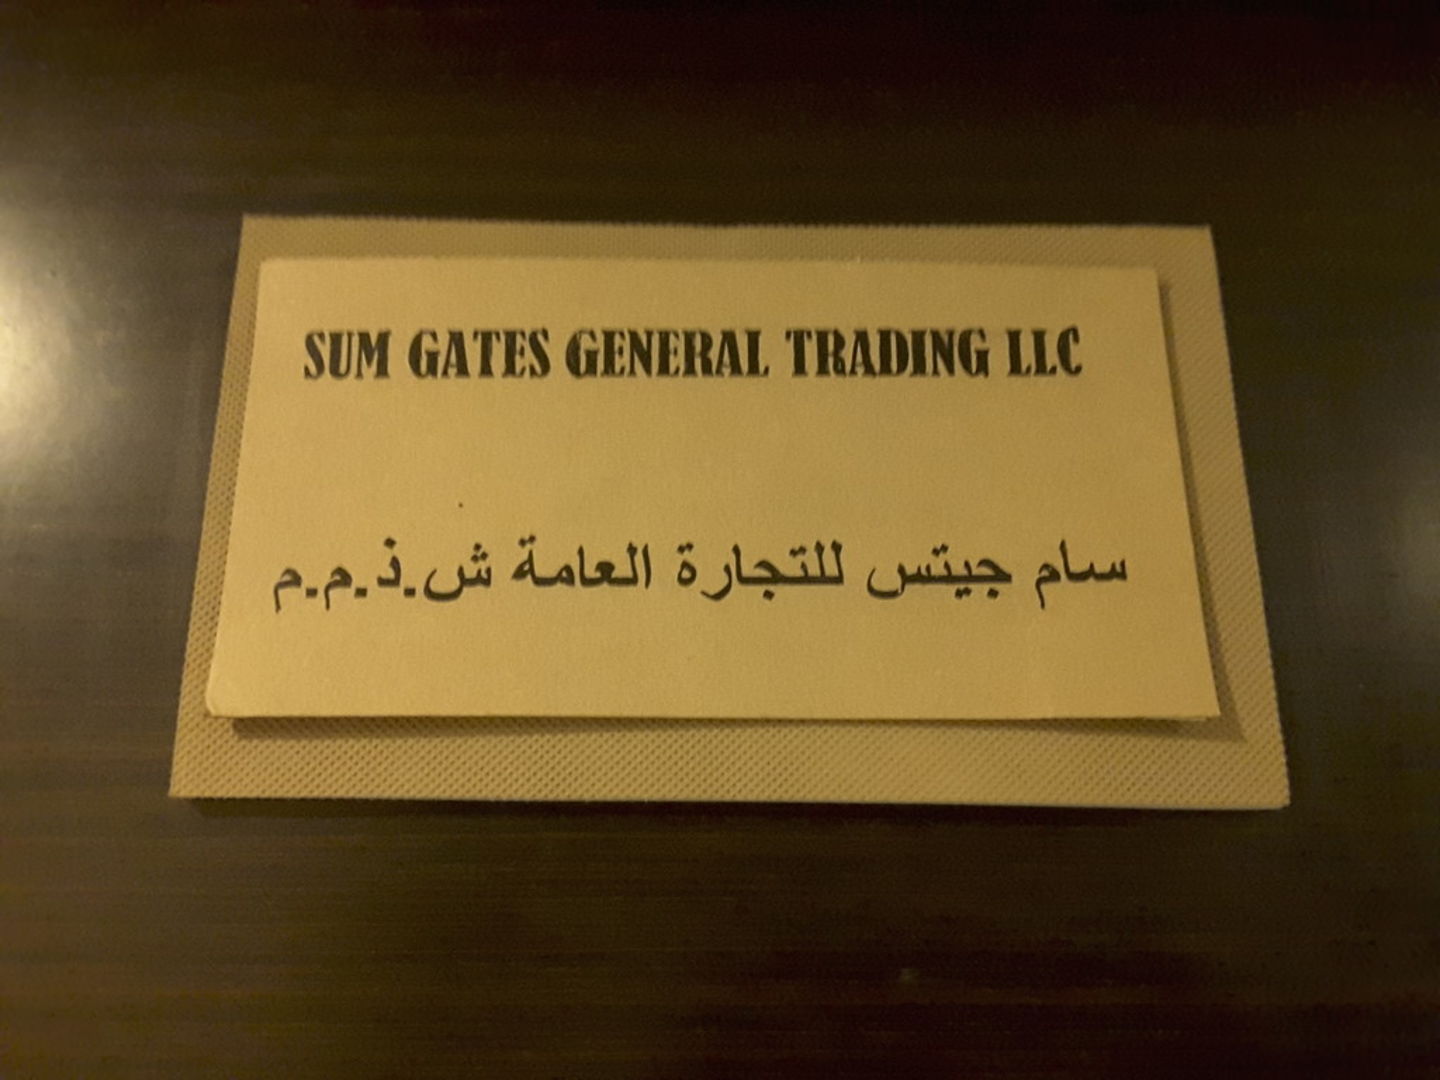 SUM GATES GENERAL TRADING LLC
سام جيتس للتجارة العامة ش.ذ.م.م